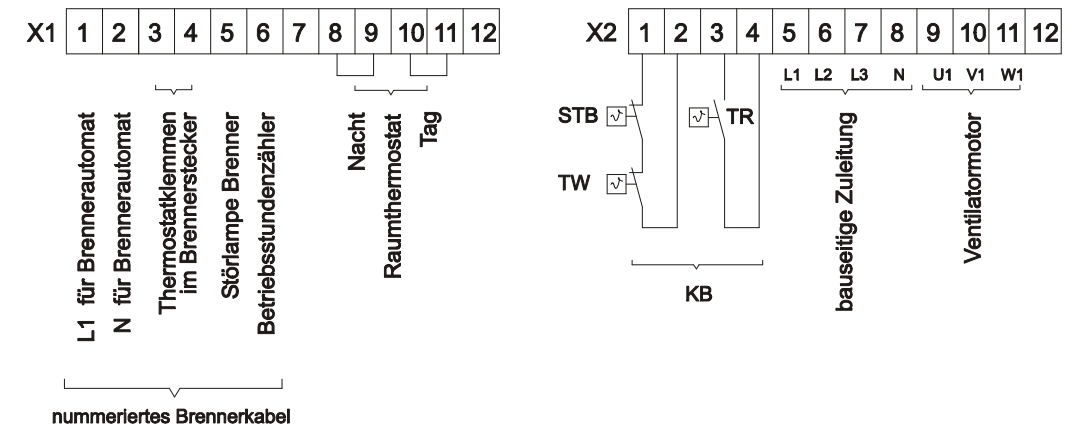 X1 1 2 3 4 5 6 7 8 9 10 11 12
L1 für Brennerautomat
N für Brennerautomat
Thermostatklemmen
im Brennerstecker
Störlampe Brenner
Betriebsstundenzähler
Nacht
Raumthermostat
Tag
nummeriertes Brennerkabel
X2 1 2 3 4 5 6 7 8 9 10 11 12
L1 L2 L3 N U1 V1 W1
STB
TR
TW
KB
bauseitige Zuleitung
Ventilatormotor